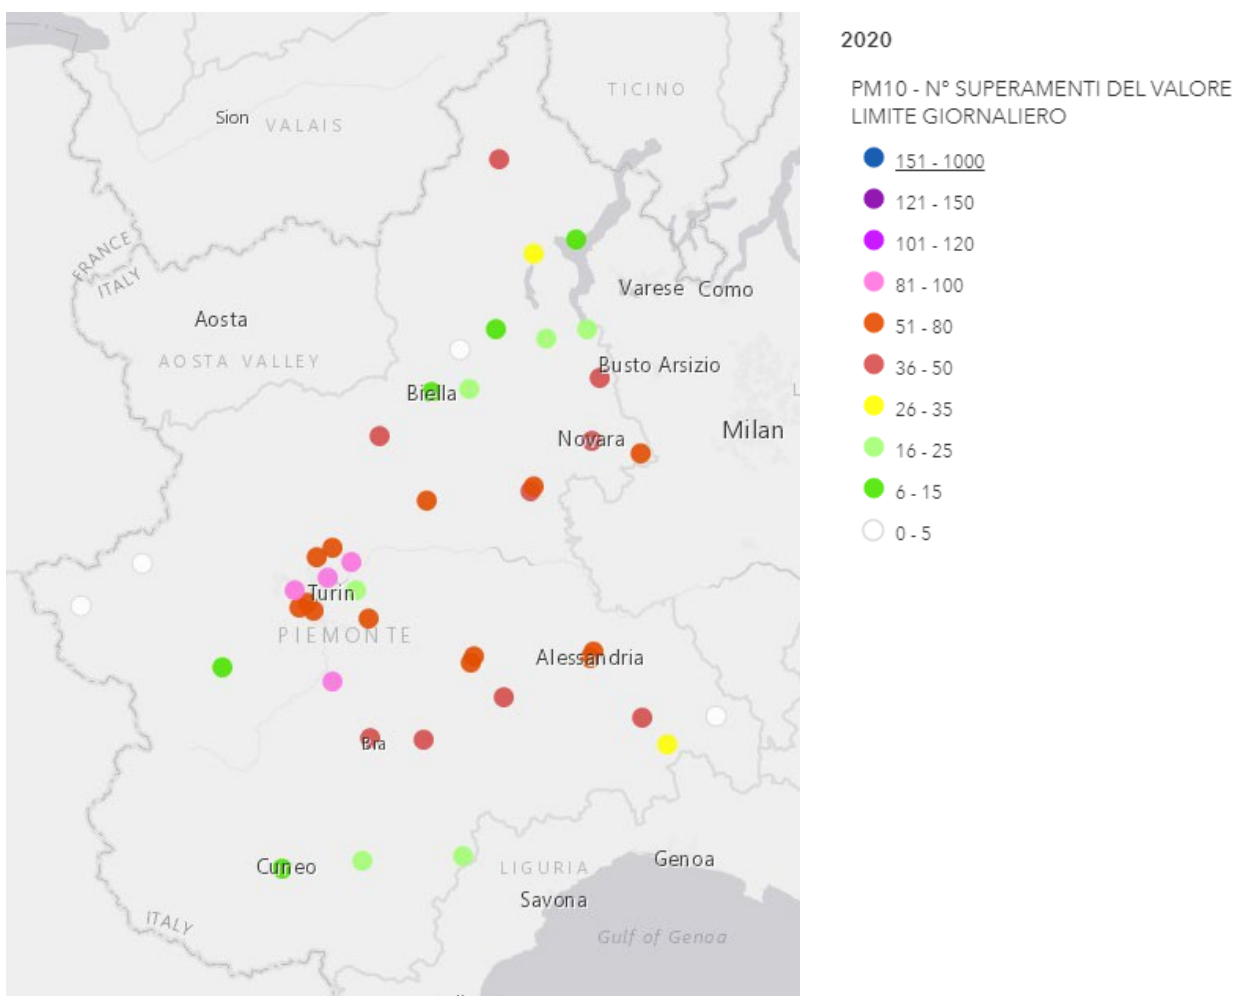 2020
PM10 - N° SUPERAMENTI DEL VALORE
LIMITE GIORNALIERO
151 - 1000
121 - 150
101 - 120
81 - 100
51 - 80
36 - 50
26 - 35
16 - 25
6 - 15
0 - 5
TICINO
Sion
VALAIS
FRANCE
ITALY
Varese
Como
Aosta
AOSTA VALLEY
Busto Arsizio
Biella
Milan
Novara
Turin
PIEMONTE
Alessandria
Bra
Cuneo
LIGURIA
Genoa
Savona
ITALY
Gulf of Genoa